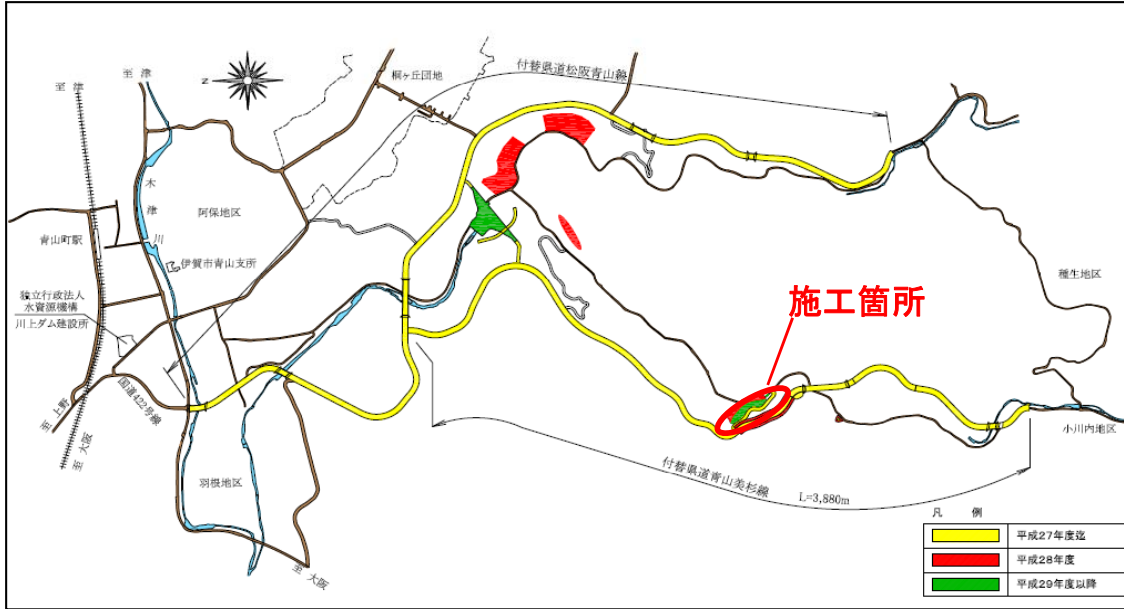 至 津
至 津
桐ヶ丘団地
付替県道松阪青山線
N
木津川
阿保地区
青山町駅
伊賀市青山支所
種生地区
独立行政法人
水資源機構
川上ダム建設所
施工箇所
国道422号線
至 上野
至 大阪
小川内地区
羽根地区
付替県道青山美杉線
L=3,880m
至 大阪
凡 例
平成27年度迄
平成28年度
平成29年度以降